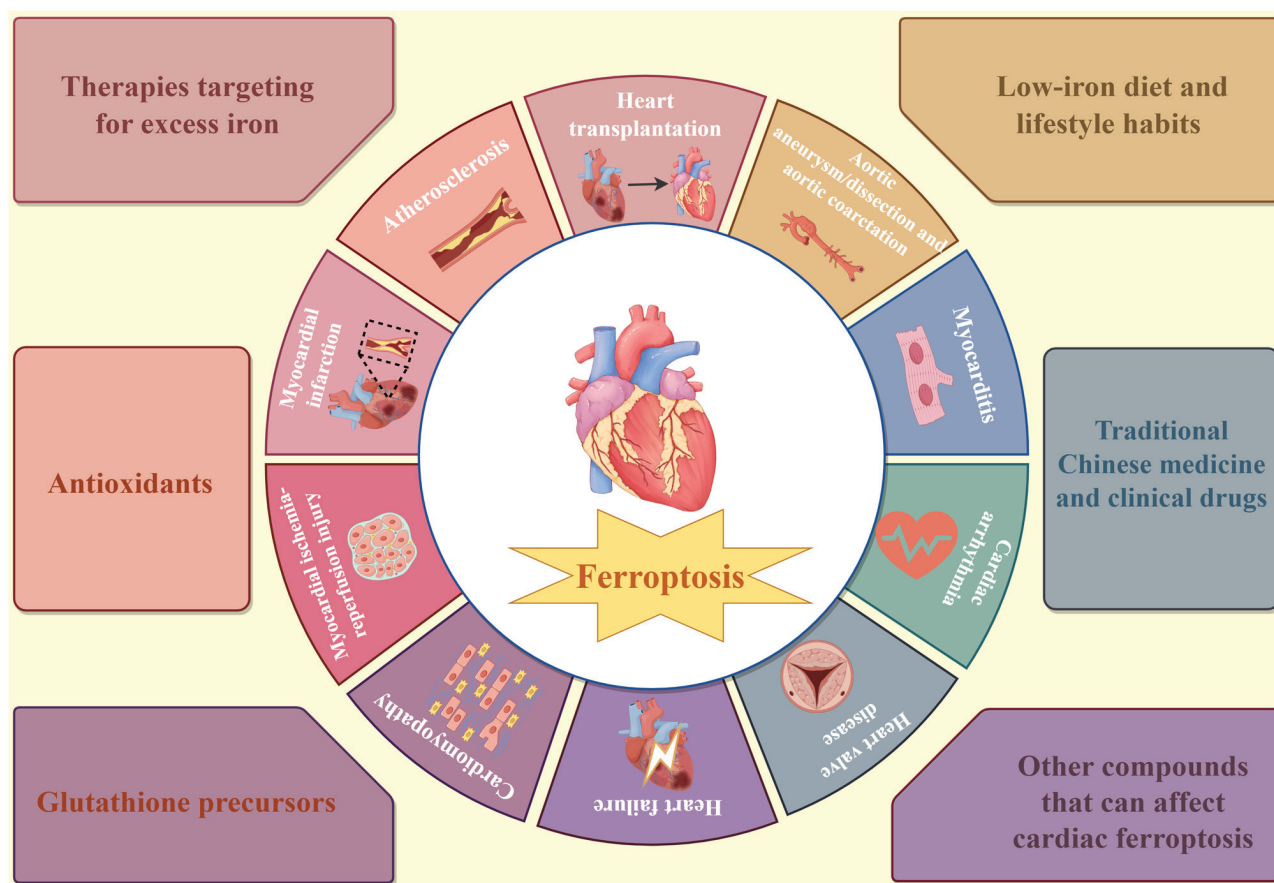 Therapies targeting
for excess iron
Low-iron diet and
lifestyle habits
Antioxidants
Traditional
Chinese medicine
and clinical drugs
Glutathione precursors
Other compounds
that can affect
cardiac ferroptosis
Heart
transplantation
Aortic
aneurysm/dissection and
aortic coarctation
Myocarditis
Cardiac
arrhythmia
Heart valve
disease
Heart failure
Cardiomyopathy
Myocardial ischemia-
reperfusion injury
Myocardial
infarction
Atherosclerosis
Ferroptosis